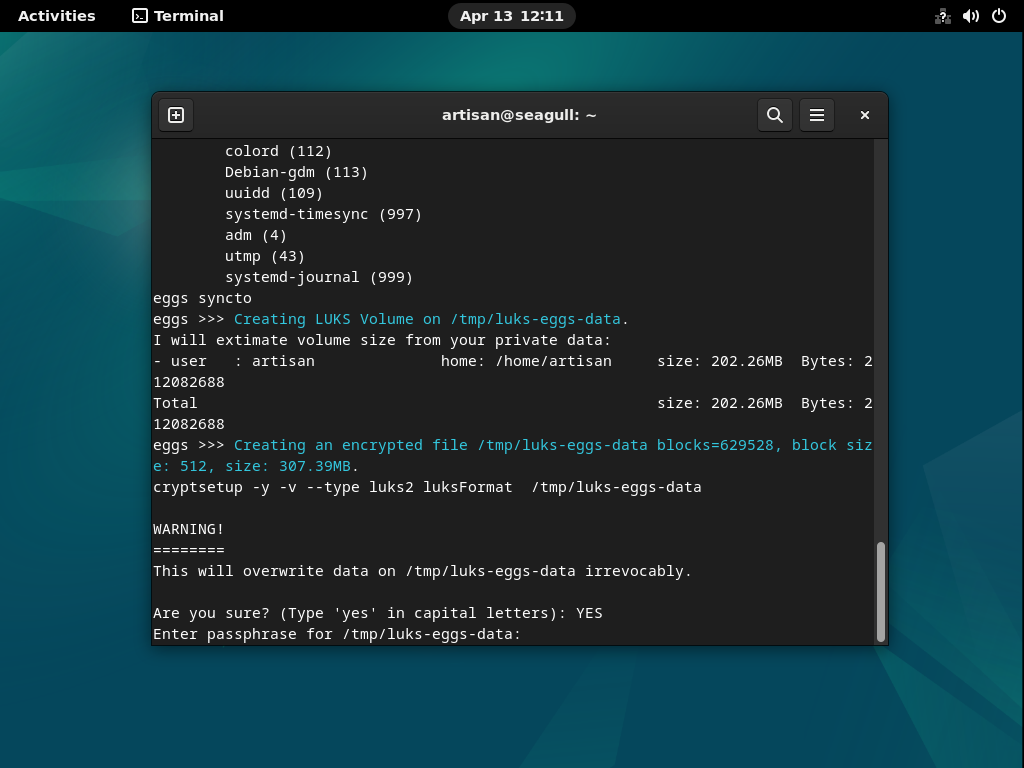 Activities Terminal Apr 13 12:11
artisan@seagull: ~
colord (112)
Debian-gdm (113)
uuidd (109)
systemd-timesync (997)
adm (4)
utmp (43)
systemd-journal (999)
eggs syncto
eggs >>> Creating LUKS Volume on /tmp/luks-eggs-data.
I will extimate volume size from your private data:
- user   : artisan              home: /home/artisan     size: 202.26MB  Bytes: 2
12082688
Total                                                   size: 202.26MB  Bytes: 2
12082688
eggs >>> Creating an encrypted file /tmp/luks-eggs-data blocks=629528, block siz
e: 512, size: 307.39MB.
cryptsetup -y -v --type luks2 luksFormat  /tmp/luks-eggs-data
WARNING!
========
This will overwrite data on /tmp/luks-eggs-data irrevocably.
Are you sure? (Type 'yes' in capital letters): YES
Enter passphrase for /tmp/luks-eggs-data: